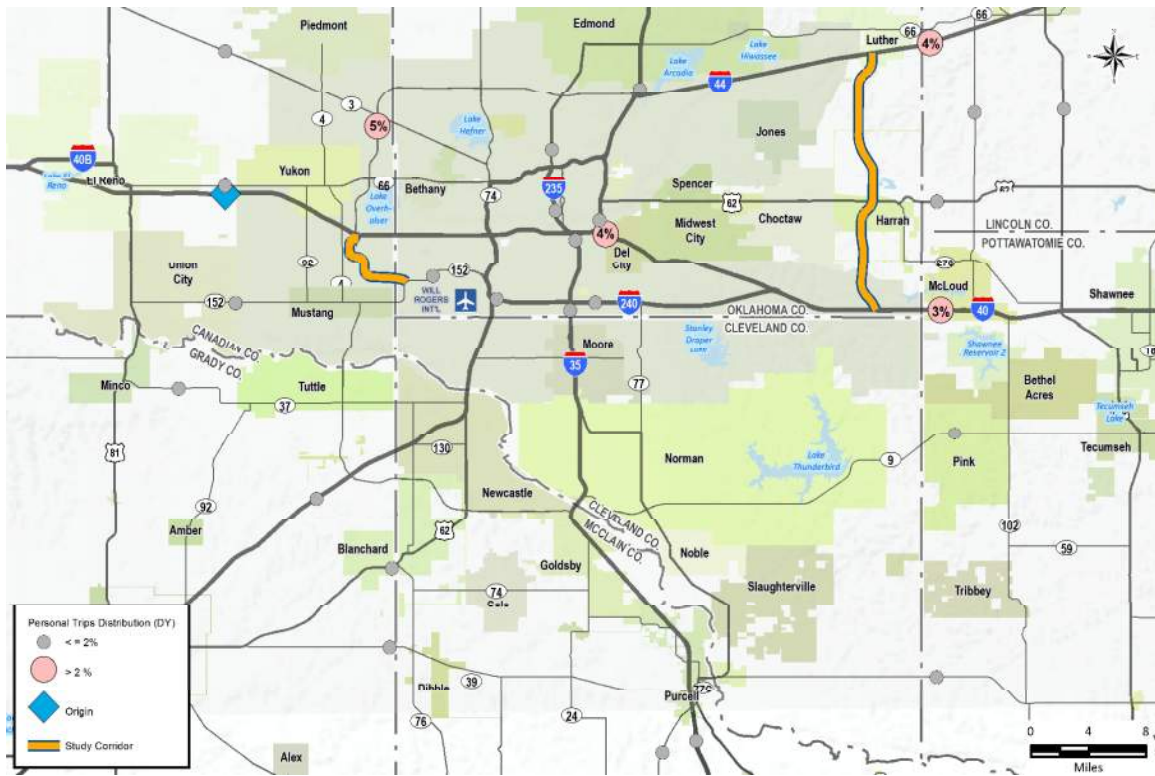 Piedmont
Edmond
66
66
Luther
4%
Lake Hiwassee
Lake Arcadia
44
3
4
5%
Lake Hefner
Jones
40B
El Reno
Reno
Yukon
66
Bethany
74
235
Spencer
62
62
Lake Overholser
Midwest City
Choctaw
Harrah
LINCOLN CO.
POTTAWATOMIE CO.
4%
Del City
Union City
152
4
152
Mustang
WILL ROGERS INT'L
240
OKLAHOMA CO.
CLEVELAND CO.
McLoud
3%
40
Shawnee
CANADIAN CO.
GRADY CO.
Moore
35
Stanley Draper Lake
Shawnee Reservoir 2
Minco
Tuttle
37
77
Bethel Acres
Tecumseh Lake
Tecumseh
81
130
Norman
Lake Thunderbird
9
Pink
92
Newcastle
CLEVELAND CO.
MCCLAIN CO.
Amber
62
Blanchard
Goldsby
Noble
Slaughterville
102
59
Tribbey
74
39
Dibble
76
24
Purcell
Alex
Personal Trips Distribution (DY)
< = 2%
> 2 %
Origin
Study Corridor
0 4 8
Miles